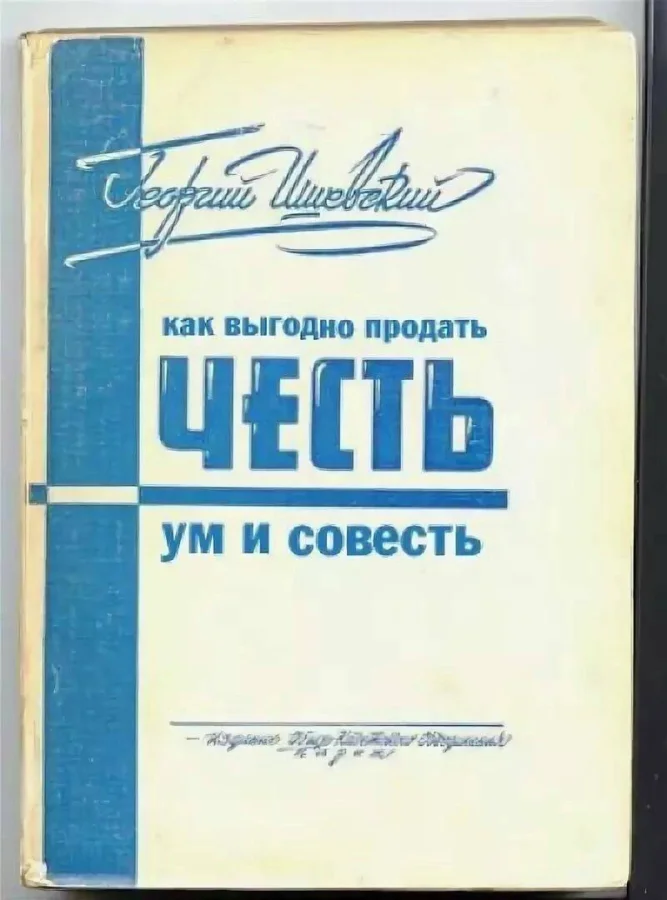 Георгий Ишевский
как выгодно продать
ЧЕСТЬ
ум и совесть